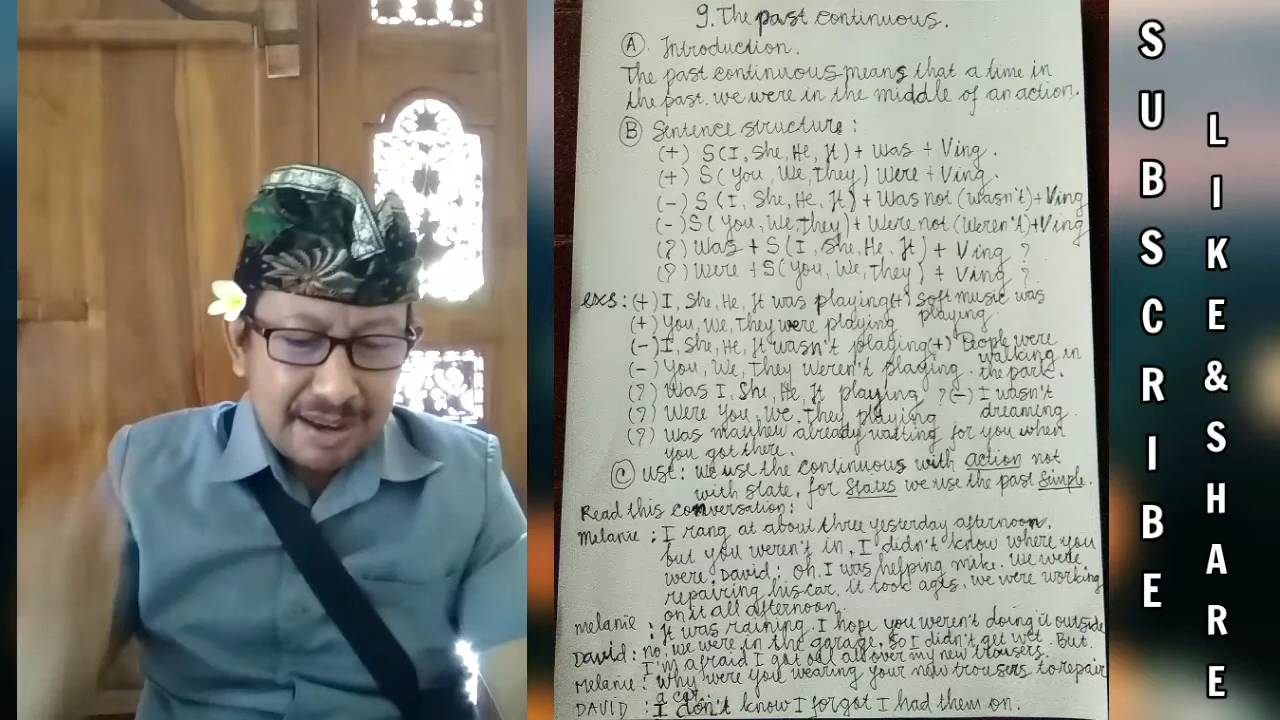 9. The past continuous.
(A). Introduction.
The past continuous means that a time in
the past. we were in the middle of an action.
(B) Sentence structure:
(+) S(I, She, He, It) + Was + Ving.
(+) S(You, We, They) Were + Ving.
(-) S(I, She, He, It) + Was not (wasn't) + Ving
(-) S(You, We, They) + Were not (Weren't) + Ving
(?) Was + S(I, She, He, It) + Ving ?
(?) Were + S(You, We, They) + Ving ?
exs: (+) I, She, He, It was playing (+) Soft music was
(+) You, We, They were playing playing.
(-) I, She, He, It wasn't playing (+) People were
walking in
(-) You, We, They weren't playing. the park.
(?) Was I, She, He, It playing ? (-) I wasn't
(?) Were You, We, They playing dreaming.
(?) Was matthew already waiting for you when
you got there.
(C) Use: we use the continuous with action not
with state, for States we use the past Simple.
Read this conversation:
Melanie : I rang at about three yesterday afternoon,
but you weren't in, I didn't know where you
were. David: oh, I was helping mike. we were
repairing his car, it took ages, we were working
on it all afternoon.
melanie : It was raining. I hope you weren't doing it outside
David: no, we were in the garage, so I didn't get wet. But
I'm afraid I got oil all over my new trousers.
Melanie: why were you wearing your new trousers to repair
a car.
DAVID : I don't know I forgot I had them on.
SUBSCRIBE
LIKE & SHARE